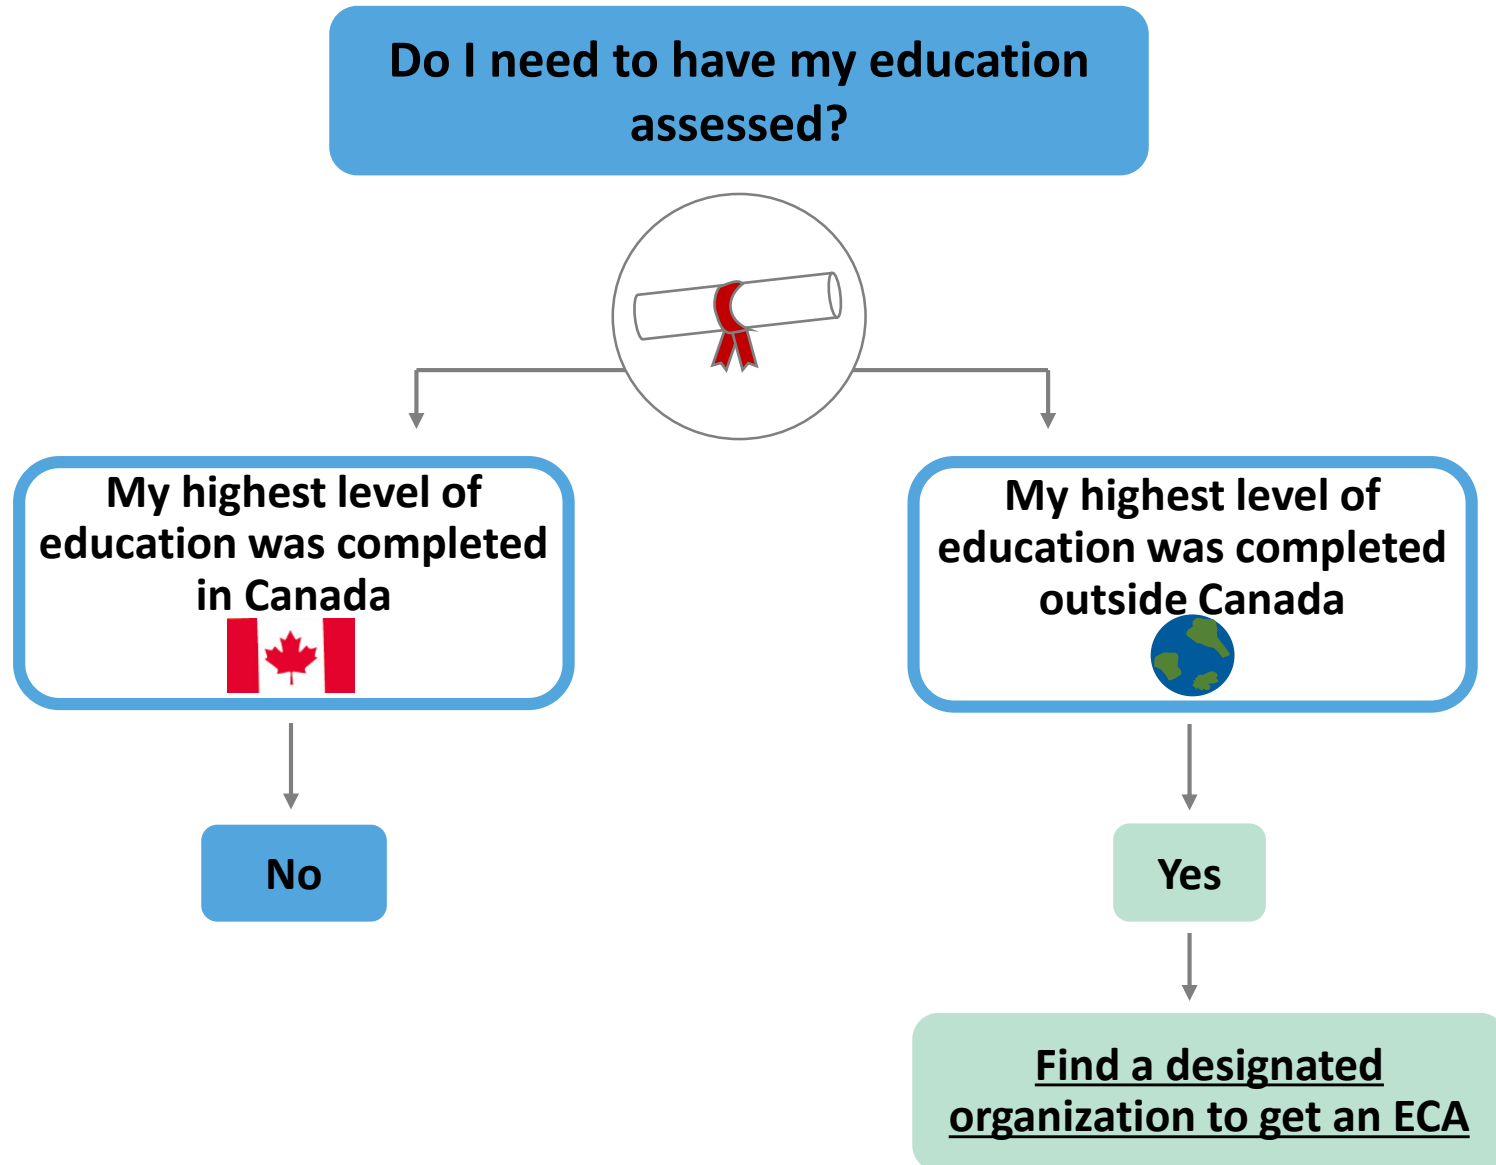 Do I need to have my education
assessed?
My highest level of
education was completed
in Canada
My highest level of
education was completed
outside Canada
No
Yes
Find a designated
organization to get an ECA